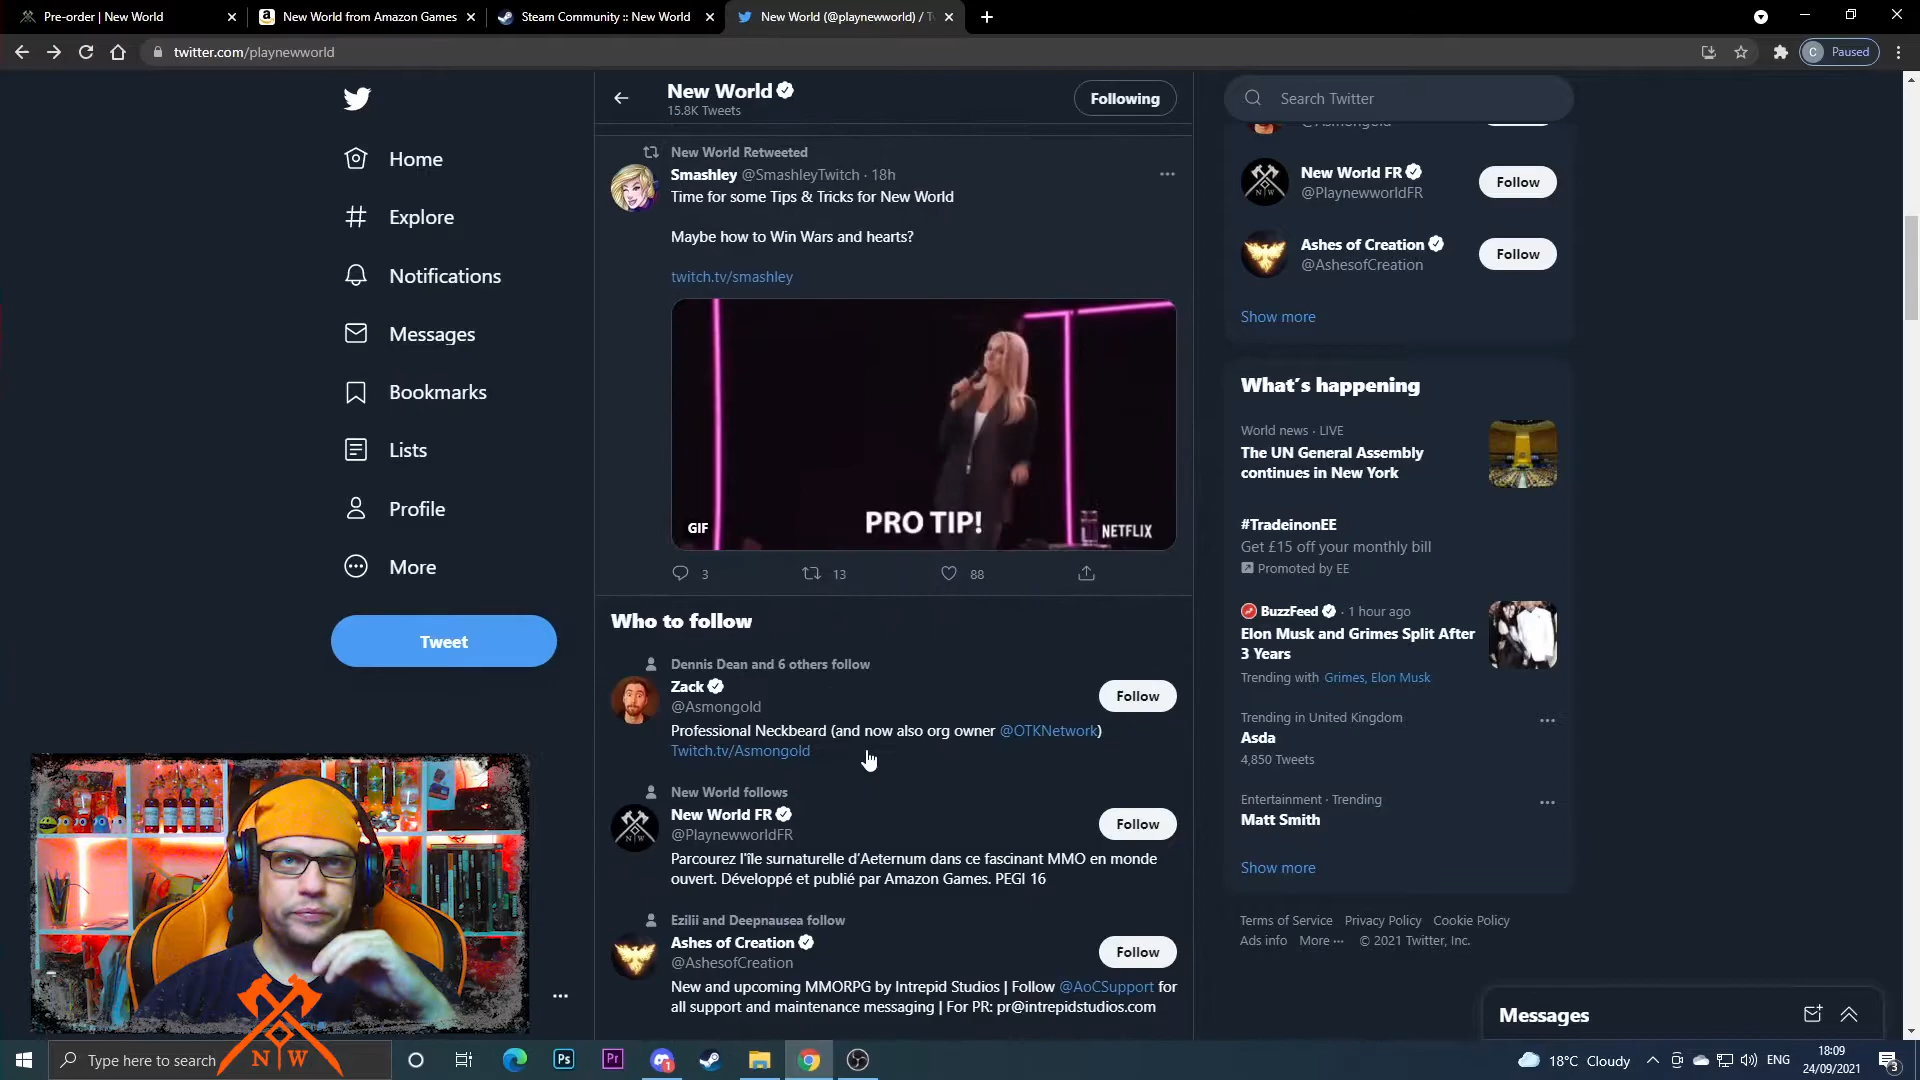 Pre-order | New World
New World from Amazon Games
Steam Community :: New World
New World (@playnewworld) / T
twitter.com/playnewworld
C Paused
Home
Explore
Notifications
Messages
Bookmarks
Lists
Profile
More
Tweet
New World
15.8K Tweets
Following
New World Retweeted
Smashley @SmashleyTwitch · 18h
Time for some Tips & Tricks for New World
Maybe how to Win Wars and hearts?
twitch.tv/smashley
PRO TIP!
GIF
NETFLIX
3
13
88
Who to follow
Dennis Dean and 6 others follow
Zack
@Asmongold
Follow
Professional Neckbeard (and now also org owner @OTKNetwork)
Twitch.tv/Asmongold
New World follows
New World FR
@PlaynewworldFR
Follow
Parcourez l'île surnaturelle d'Aeternum dans ce fascinant MMO en monde
ouvert. Développé et publié par Amazon Games. PEGI 16
Ezilii and Deepnausea follow
Ashes of Creation
@AshesofCreation
Follow
New and upcoming MMORPG by Intrepid Studios | Follow @AoCSupport for
all support and maintenance messaging | For PR: pr@intrepidstudios.com
Search Twitter
@Asmongold
New World FR
@PlaynewworldFR
Follow
Ashes of Creation
@AshesofCreation
Follow
Show more
What's happening
World news · LIVE
The UN General Assembly
continues in New York
#TradeinonEE
Get £15 off your monthly bill
Promoted by EE
BuzzFeed · 1 hour ago
Elon Musk and Grimes Split After
3 Years
Trending with Grimes, Elon Musk
Trending in United Kingdom
Asda
4,850 Tweets
Entertainment · Trending
Matt Smith
Show more
Terms of Service Privacy Policy Cookie Policy
Ads info More ··· © 2021 Twitter, Inc.
Messages
N W
Type here to search
Ps
Pr
1
18°C Cloudy
ENG
18:09
24/09/2021
3